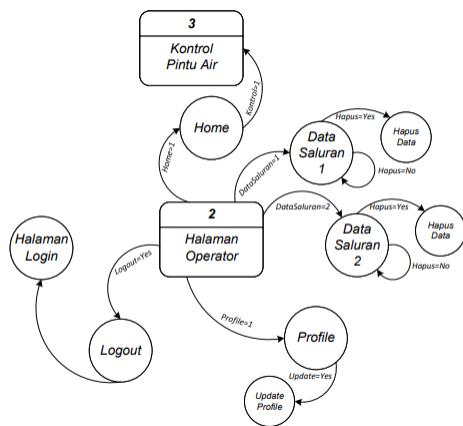 3
Kontrol
Pintu Air
Kontrol=1
Home
Home=1
Data
Saluran
1
Hapus=Yes
Hapus
Data
Hapus=No
DataSaluran=1
2
Halaman
Operator
DataSaluran=2
Data
Saluran
2
Hapus=Yes
Hapus
Data
Hapus=No
Halaman
Login
Logout=Yes
Logout
Profile=1
Profile
Update=Yes
Update
Profile